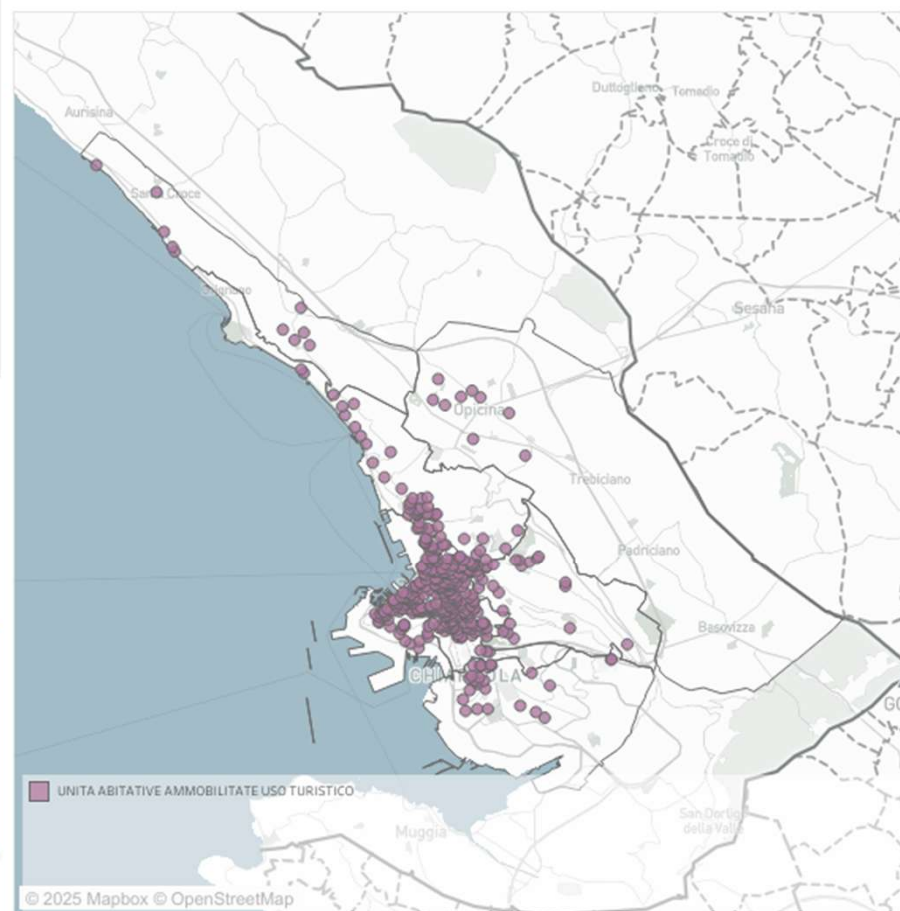 Duttogliano Tomadio
Aurisina
Croce di
Tomadio
Santa Croce
Grignano
Sesana
Opicina
Trebiciano
Padriciano
Basovizza
UNITA ABITATIVE AMMOBILITATE USO TURISTICO
San Dorligo
della Valle
Muggia
© 2025 Mapbox © OpenStreetMap